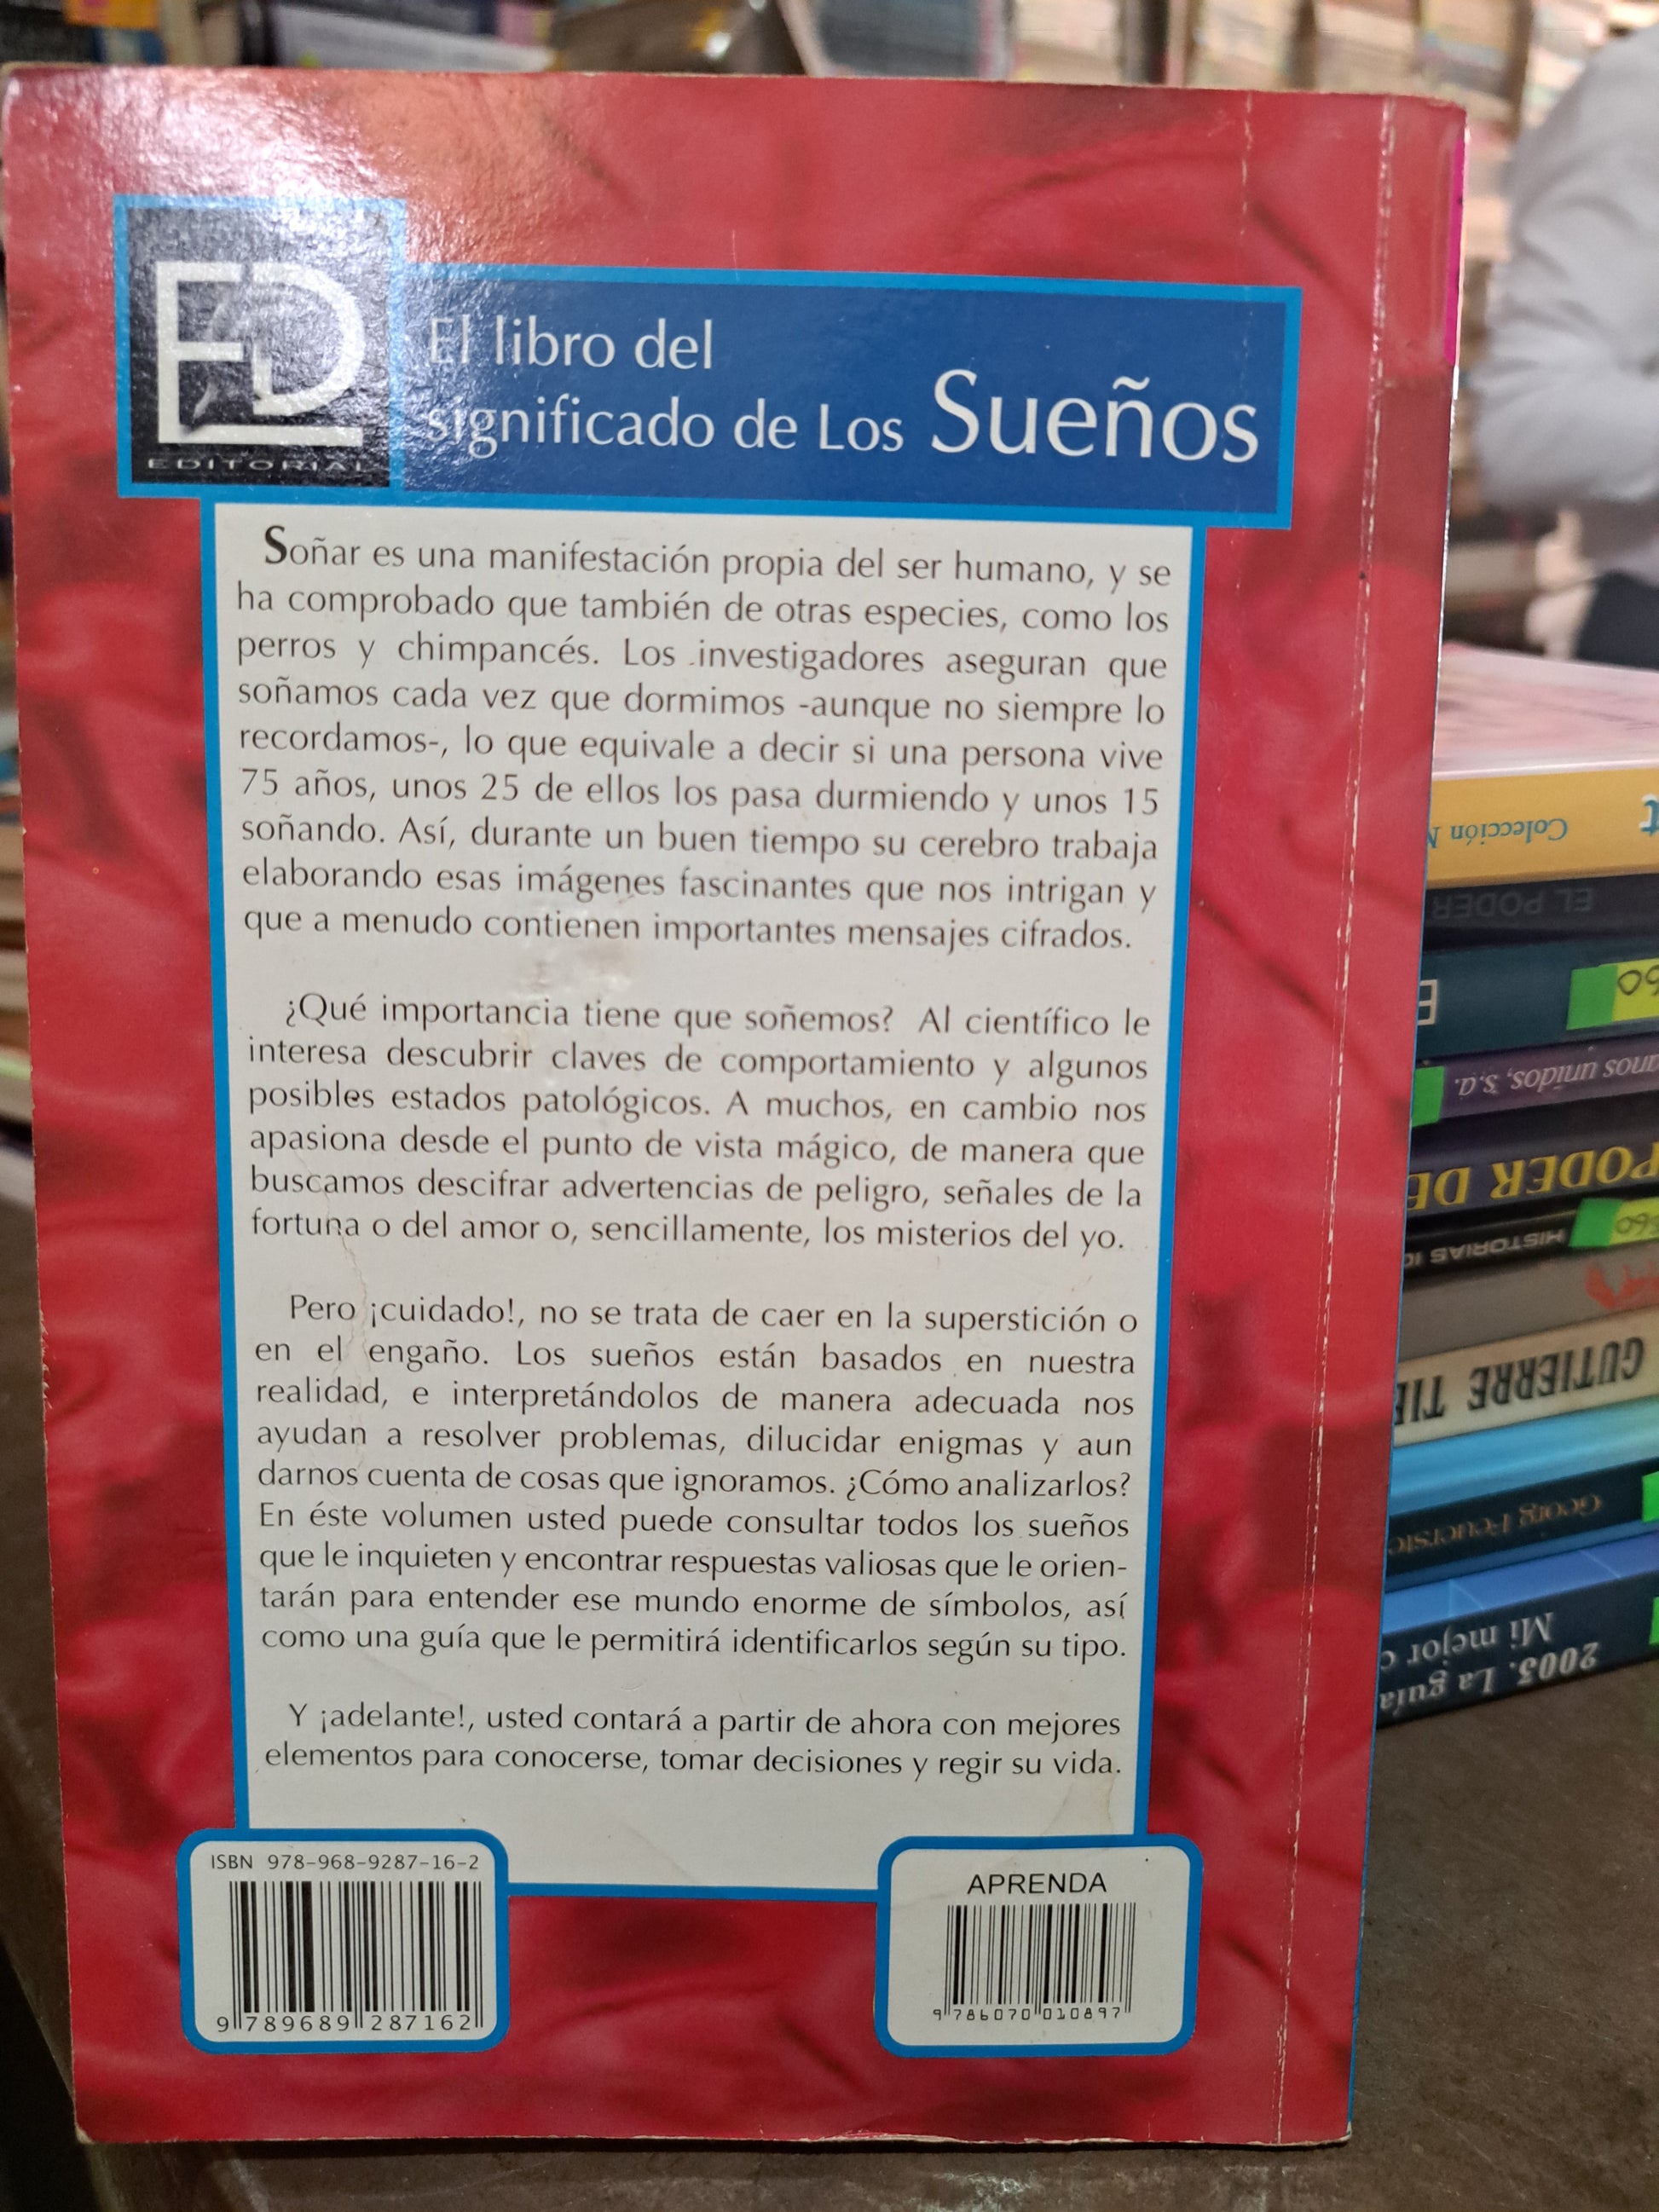 ED
EDITORIAL
El libro del
significado de Los Sueños
Soñar es una manifestación propia del ser humano, y se
ha comprobado que también de otras especies, como los
perros y chimpancés. Los investigadores aseguran que
soñamos cada vez que dormimos -aunque no siempre lo
recordamos-, lo que equivale a decir si una persona vive
75 años, unos 25 de ellos los pasa durmiendo y unos 15
soñando. Así, durante un buen tiempo su cerebro trabaja
elaborando esas imágenes fascinantes que nos intrigan y
que a menudo contienen importantes mensajes cifrados.
¿Qué importancia tiene que soñemos? Al científico le
interesa descubrir claves de comportamiento y algunos
posibles estados patológicos. A muchos, en cambio nos
apasiona desde el punto de vista mágico, de manera que
buscamos descifrar advertencias de peligro, señales de la
fortuna o del amor o, sencillamente, los misterios del yo.
Pero ¡cuidado!, no se trata de caer en la superstición o
en el engaño. Los sueños están basados en nuestra
realidad, e interpretándolos de manera adecuada nos
ayudan a resolver problemas, dilucidar enigmas y aun
darnos cuenta de cosas que ignoramos. ¿Cómo analizarlos?
En éste volumen usted puede consultar todos los sueños
que le inquieten y encontrar respuestas valiosas que le orien-
tarán para entender ese mundo enorme de símbolos, así
como una guía que le permitirá identificarlos según su tipo.
Y ¡adelante!, usted contará a partir de ahora con mejores
elementos para conocerse, tomar decisiones y regir su vida.
ISBN 978-968-9287-16-2
9 789689 287162
APRENDA
9 786070 010897
Colección
EL PODER
unidos, s.a.
PODER DE
HISTORIAS
60
GUTIERRE
Georg
2003. La guía
Mi mejor